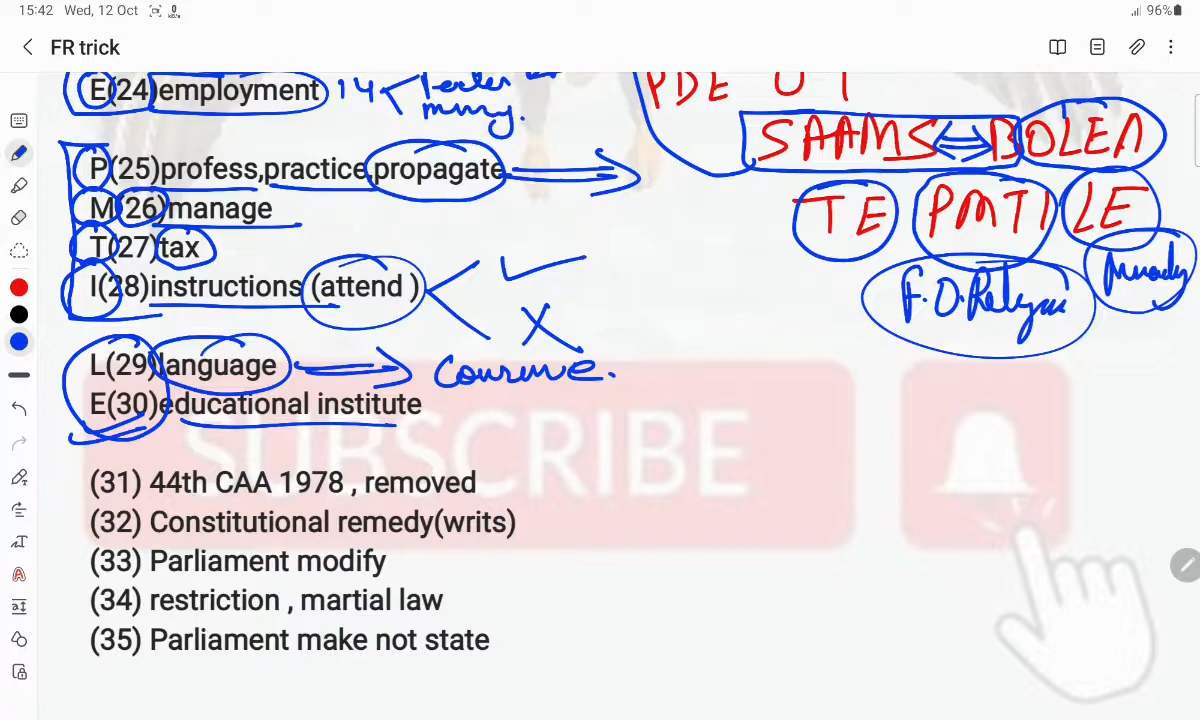 15:42 Wed, 12 Oct 96%
FR trick
E(24)employment 14
PDE U
SAAMS BOLEA
P(25)profess,practice,propagate
M(26)manage
TE PMTI LE
T(27)tax
I(28)instructions (attend )
L(29)language
E(30)educational institute
SUBSCRIBE
(31) 44th CAA 1978 , removed
(32) Constitutional remedy(writs)
(33) Parliament modify
(34) restriction , martial law
(35) Parliament make not state